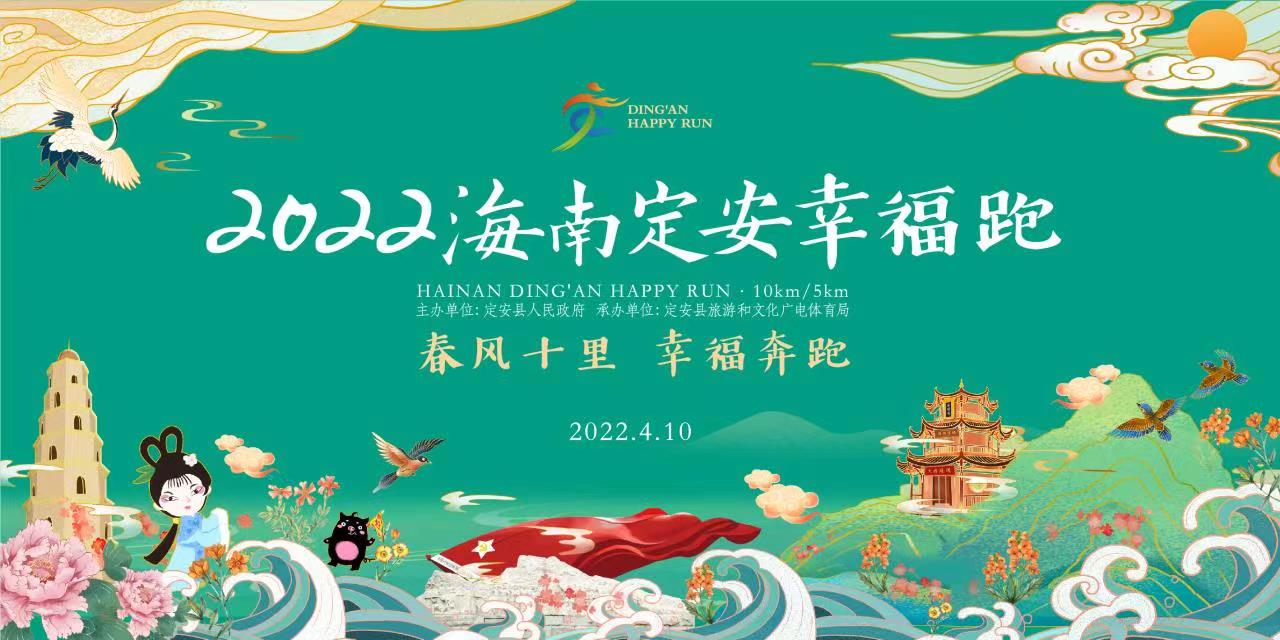 DING'AN
HAPPY RUN
2022海南定安幸福跑
HAINAN DING'AN HAPPY RUN · 10km/5km
主办单位: 定安县人民政府 承办单位: 定安县旅游和文化广电体育局
春风十里 幸福奔跑
2022.4.10